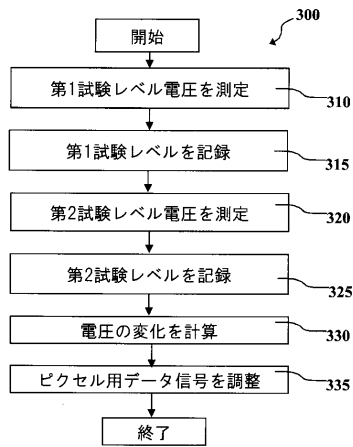 300
開始
第1試験レベル電圧を測定
310
第1試験レベルを記録
315
第2試験レベル電圧を測定
320
第2試験レベルを記録
325
電圧の変化を計算
330
ピクセル用データ信号を調整
335
終了